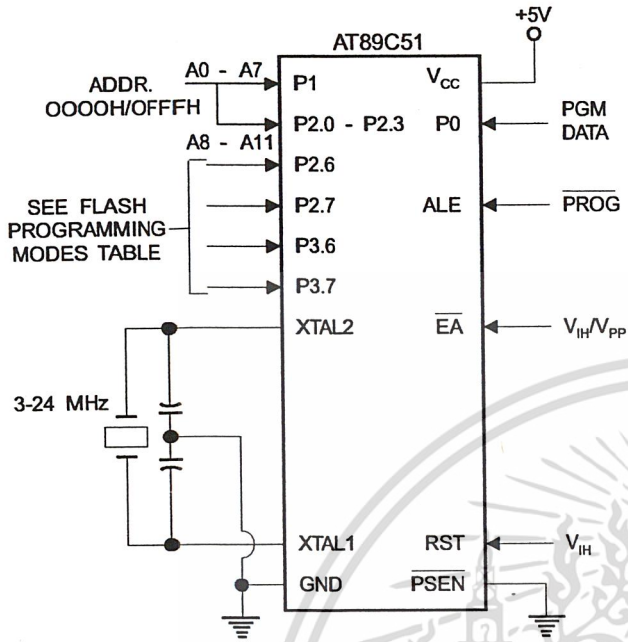 +5V
AT89C51
A0 - A7
ADDR.
OOOOH/OFFFH
P1
VCC
P2.0 - P2.3
P0
PGM
DATA
A8 - A11
P2.6
SEE FLASH
PROGRAMMING
MODES TABLE
P2.7
ALE
PROG
P3.6
P3.7
XTAL2
EA
VIH/VPP
3-24 MHz
XTAL1
RST
VIH
GND
PSEN